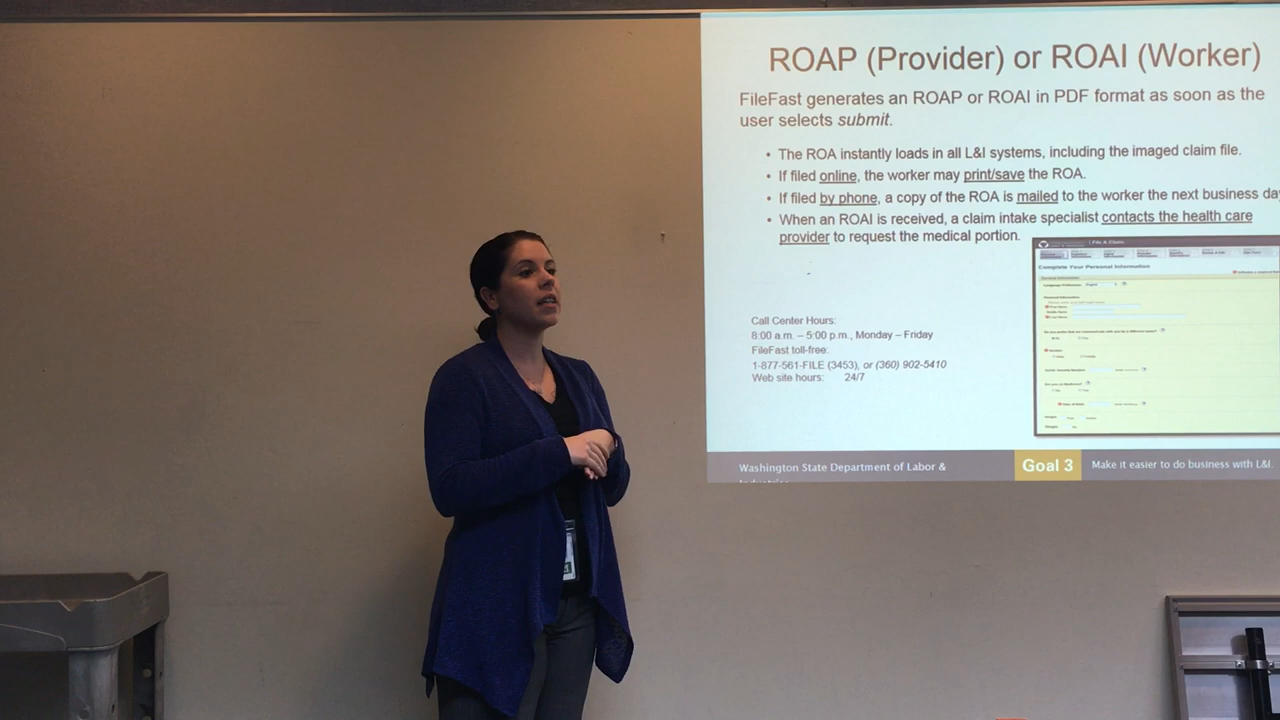 ROAP (Provider) or ROAI (Worker)
FileFast generates an ROAP or ROAI in PDF format as soon as the
user selects submit.
• The ROA instantly loads in all L&I systems, including the imaged claim file.
• If filed online, the worker may print/save the ROA.
• If filed by phone, a copy of the ROA is mailed to the worker the next business day
• When an ROAI is received, a claim intake specialist contacts the health care
provider to request the medical portion.
File A Claim
Complete Your Personal Information
Call Center Hours:
8:00 a.m. – 5:00 p.m., Monday – Friday
FileFast toll-free:
1-877-561-FILE (3453), or (360) 902-5410
Web site hours: 24/7
Washington State Department of Labor &
Industries
Goal 3
Make it easier to do business with L&I.